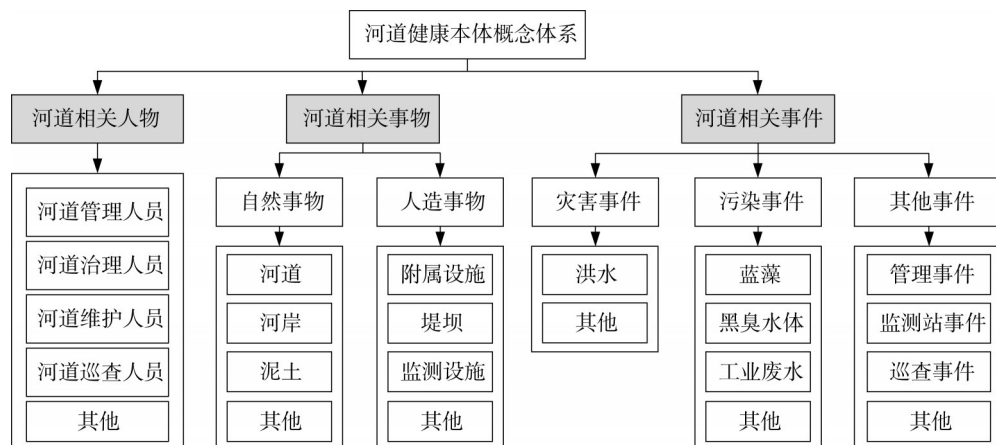 河道健康本体概念体系
河道相关人物
河道相关事物
河道相关事件
自然事物
人造事物
灾害事件
污染事件
其他事件
河道管理人员
河道治理人员
河道维护人员
河道巡查人员
其他
河道
河岸
泥土
其他
附属设施
堤坝
监测设施
其他
洪水
其他
蓝藻
黑臭水体
工业废水
其他
管理事件
监测站事件
巡查事件
其他